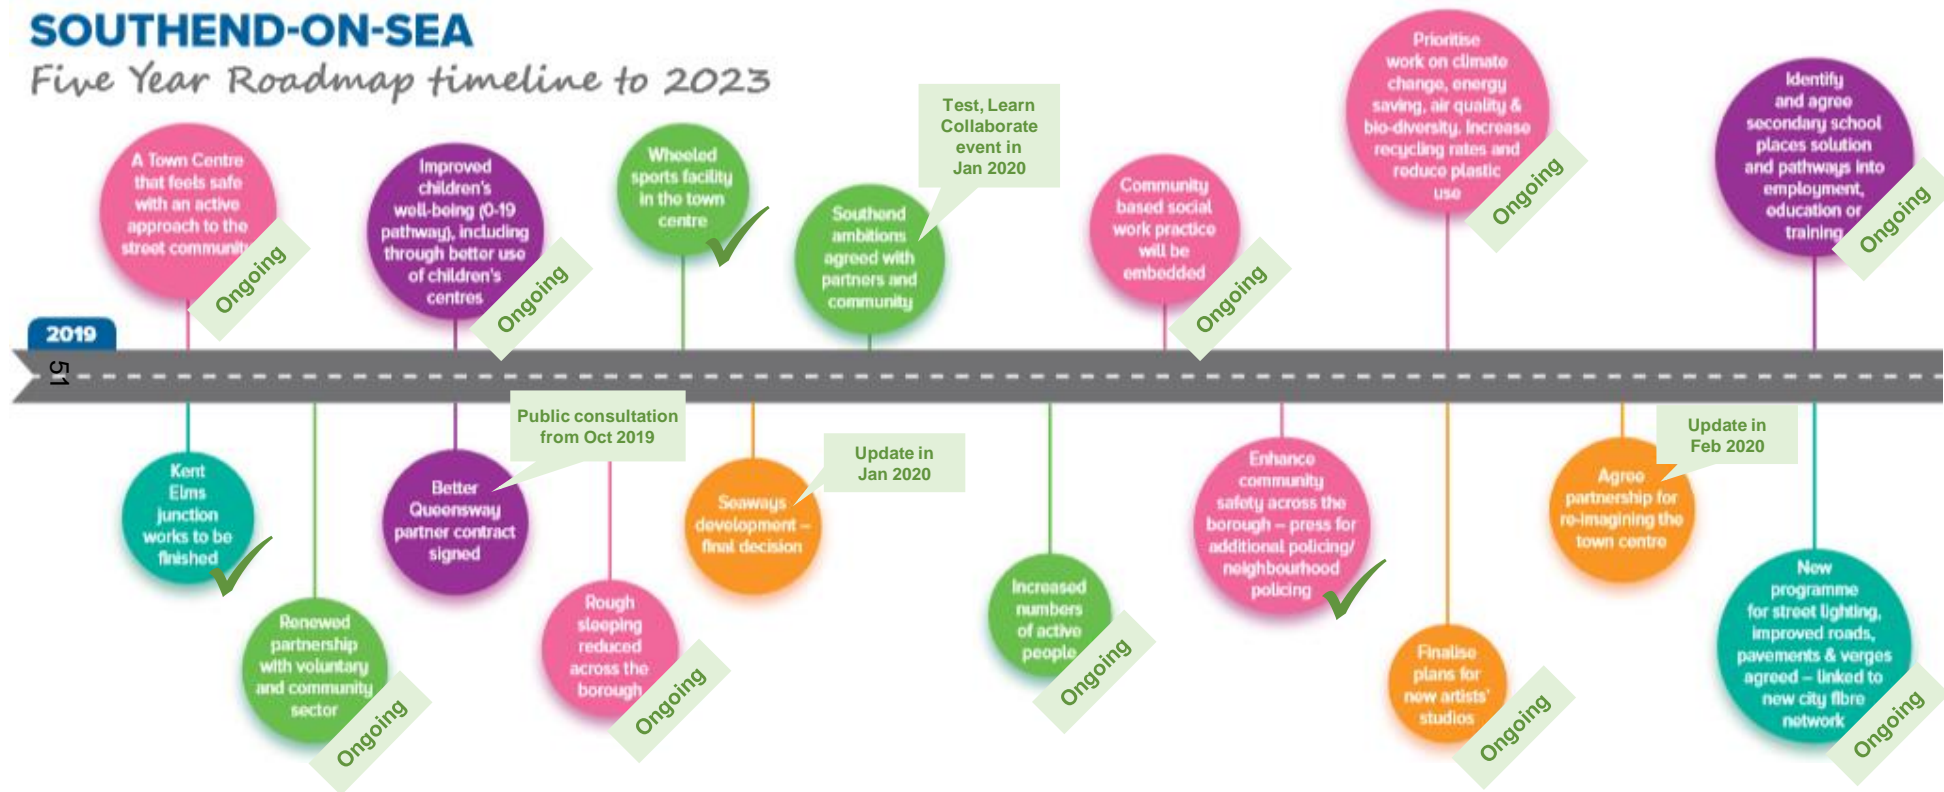 SOUTHEND-ON-SEA
Five Year Roadmap timeline to 2023
A Town Centre
that feels safe
with an active
approach to the
street community
Ongoing
Improved
children's
well-being (0-19
pathway), including
through better use
of children's
centres
Ongoing
Wheeled
sports facility
in the town
centre
Southend
ambitions
agreed with
partners and
community
Test, Learn
Collaborate
event in
Jan 2020
Community
based social
work practice
will be
embedded
Ongoing
Prioritise
work on climate
change, energy
saving, air quality &
bio-diversity. Increase
recycling rates and
reduce plastic
use
Ongoing
Identify
and agree
secondary school
places solution
and pathways into
employment,
education or
training
Ongoing
2019
51
Kent
Elms
junction
works to be
finished
Renewed
partnership
with voluntary
and community
sector
Ongoing
Better
Queensway
partner contract
signed
Public consultation
from Oct 2019
Rough
sleeping
reduced
across the
borough
Ongoing
Seaways
development –
final decision
Update in
Jan 2020
Increased
numbers
of active
people
Ongoing
Enhance
community
safety across the
borough – press for
additional policing/
neighbourhood
policing
Finalise
plans for
new artists'
studios
Ongoing
Agree
partnership for
re-imagining the
town centre
Update in
Feb 2020
New
programme
for street lighting,
improved roads,
pavements & verges
agreed – linked to
new city fibre
network
Ongoing